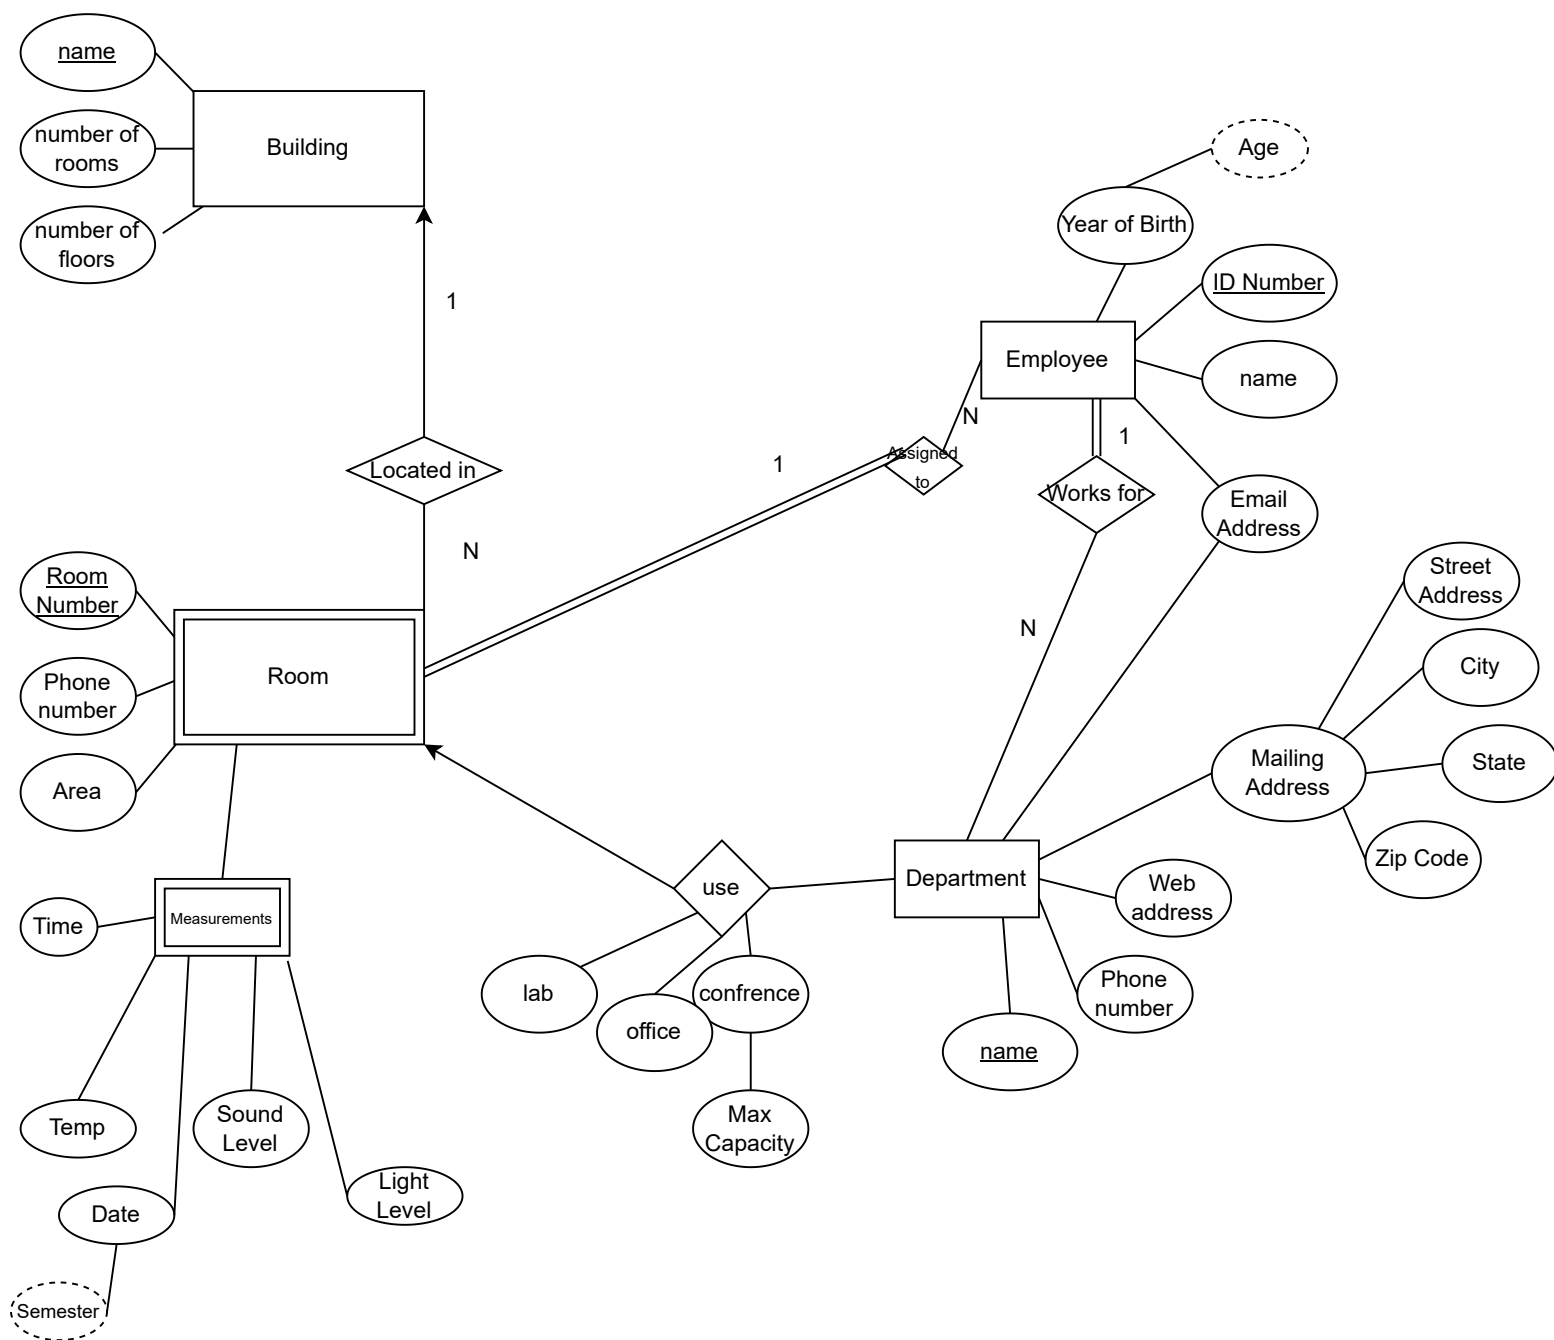 name
number of
rooms
number of
floors
Building
1
Located in
N
Age
Year of Birth
ID Number
name
Employee
N
1
Assigned
to
1
Works for
Email
Address
N
Room
Number
Phone
number
Area
Room
Street
Address
City
State
Zip Code
Mailing
Address
Department
Web
address
Phone
number
name
use
lab
office
confrence
Max
Capacity
Measurements
Time
Temp
Sound
Level
Light
Level
Date
Semester